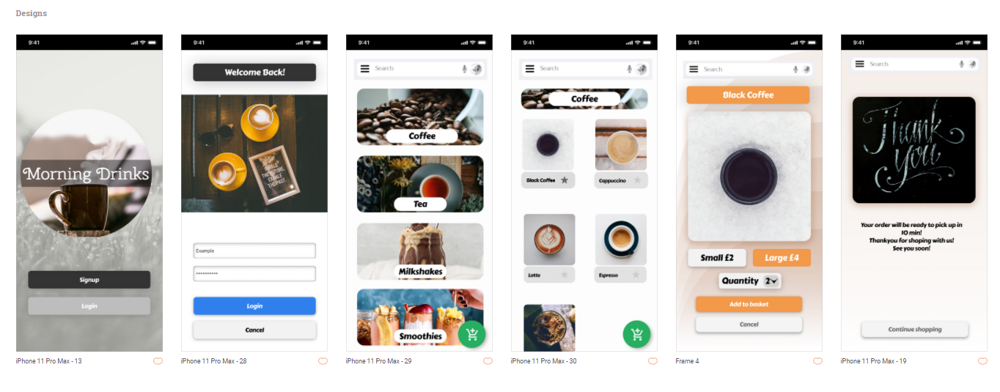 Designs
9:41
Morning Drinks
Signup
Login
iPhone 11 Pro Max - 13
9:41
Welcome Back!
INHALE
THE FUTURE,
EXHALE
THE PAST.
Example
**********
Login
Cancel
iPhone 11 Pro Max - 28
9:41
Search
Coffee
Tea
Milkshakes
Smoothies
iPhone 11 Pro Max - 29
9:41
Search
Coffee
Black Coffee
Cappuccino
Latte
Espresso
iPhone 11 Pro Max - 30
9:41
Search
Black Coffee
Small £2
Large £4
Quantity 2
Add to basket
Cancel
Frame 4
9:41
Search
Thank
you
Your order will be ready to pick up in
10 min!
Thankyou for shoping with us!
See you soon!
Continue shopping
iPhone 11 Pro Max - 19